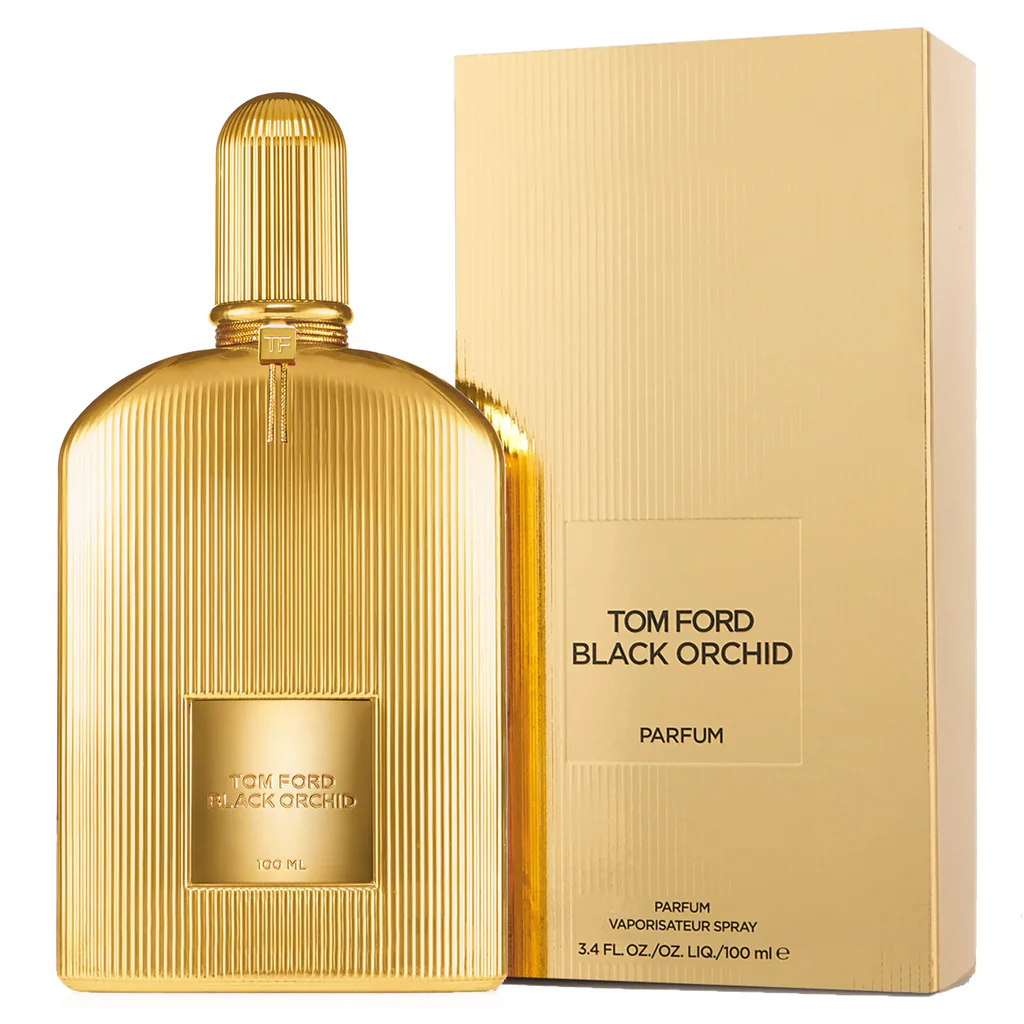 TF
TOM FORD
BLACK ORCHID
100 ML
TOM FORD
BLACK ORCHID
PARFUM
PARFUM
VAPORISATEUR SPRAY
3.4 FL. OZ./OZ. LIQ./100 ml ℮